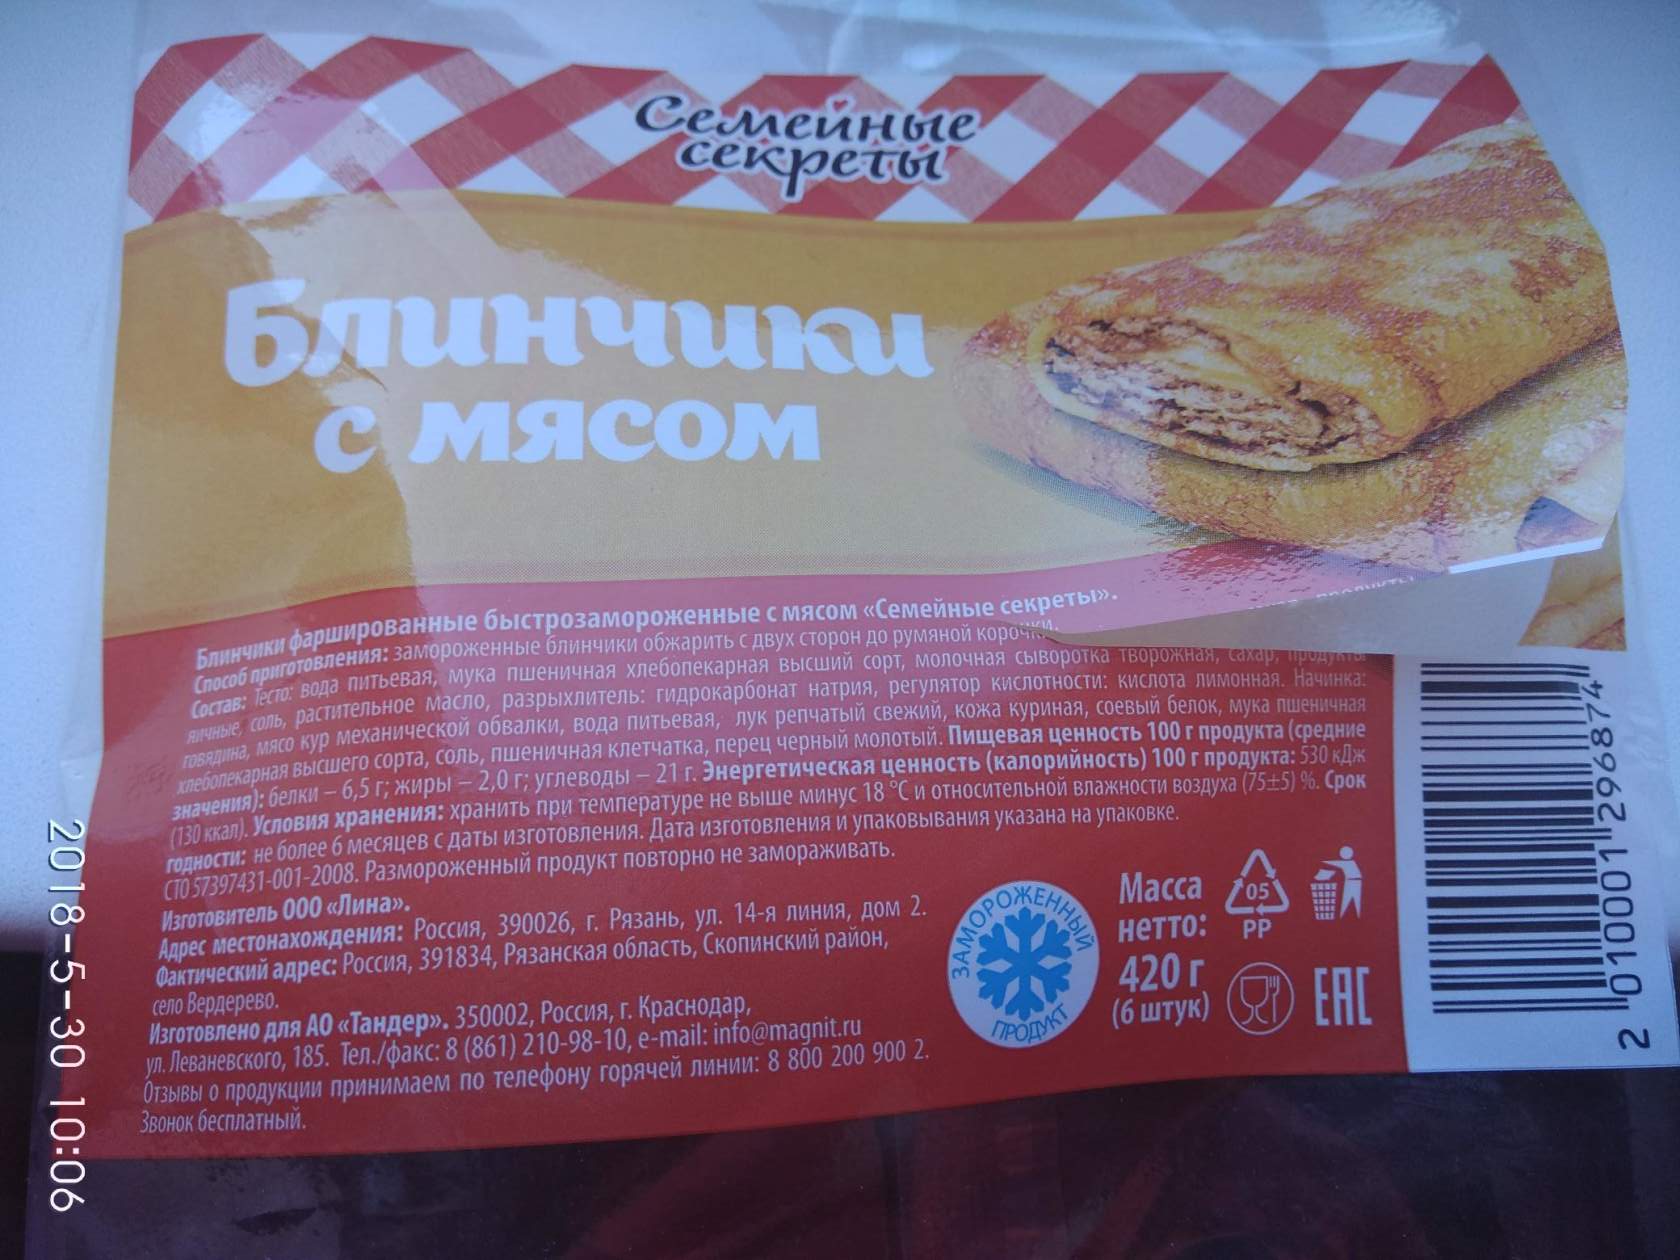 Семейные
секреты
Блинчики
с мясом
Блинчики фаршированные быстрозамороженные с мясом «Семейные секреты».
Способ приготовления: замороженные блинчики обжарить с двух сторон до румяной корочки.
Состав: Тесто: вода питьевая, мука пшеничная хлебопекарная высший сорт, молочная сыворотка творожная, сахар, продукты
яичные, соль, растительное масло, разрыхлитель: гидрокарбонат натрия, регулятор кислотности: кислота лимонная. Начинка:
говядина, мясо кур механической обвалки, вода питьевая, лук репчатый свежий, кожа куриная, соевый белок, мука пшеничная
хлебопекарная высшего сорта, соль, пшеничная клетчатка, перец черный молотый. Пищевая ценность 100 г продукта (средние
значения): белки – 6,5 г; жиры – 2,0 г; углеводы – 21 г. Энергетическая ценность (калорийность) 100 г продукта: 530 кДж
(130 ккал). Условия хранения: хранить при температуре не выше минус 18 °С и относительной влажности воздуха (75±5) %. Срок
годности: не более 6 месяцев с даты изготовления. Дата изготовления и упаковывания указана на упаковке.
СТО 57397431-001-2008. Размороженный продукт повторно не замораживать.
Изготовитель ООО «Лина».
Адрес местонахождения: Россия, 390026, г. Рязань, ул. 14-я линия, дом 2.
Фактический адрес: Россия, 391834, Рязанская область, Скопинский район,
село Вердерево.
Изготовлено для АО «Тандер». 350002, Россия, г. Краснодар,
ул. Леваневского, 185. Тел./факс: 8 (861) 210-98-10, e-mail: info@magnit.ru
Отзывы о продукции принимаем по телефону горячей линии: 8 800 200 900 2.
Звонок бесплатный.
ЗАМОРОЖЕННЫЙ
ПРОДУКТ
Масса
нетто:
420 г
(6 штук)
05
PP
EAC
2 010001 296874
2018-5-30 10:06